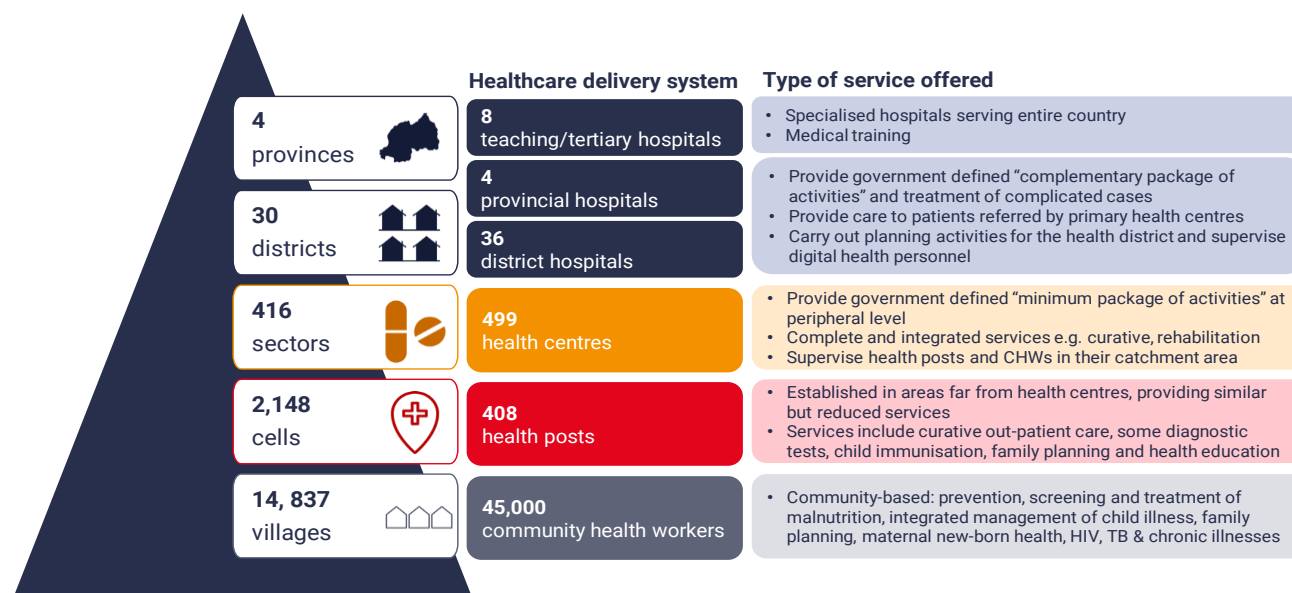 Healthcare delivery system
Type of service offered
4
provinces
8
teaching/tertiary hospitals
• Specialised hospitals serving entire country
• Medical training
4
provincial hospitals
30
districts
36
district hospitals
• Provide government defined “complementary package of
activities” and treatment of complicated cases
• Provide care to patients referred by primary health centres
• Carry out planning activities for the health district and supervise
digital health personnel
416
sectors
499
health centres
• Provide government defined “minimum package of activities” at
peripheral level
• Complete and integrated services e.g. curative, rehabilitation
• Supervise health posts and CHWs in their catchment area
2,148
cells
408
health posts
• Established in areas far from health centres, providing similar
but reduced services
• Services include curative out-patient care, some diagnostic
tests, child immunisation, family planning and health education
14, 837
villages
45,000
community health workers
• Community-based: prevention, screening and treatment of
malnutrition, integrated management of child illness, family
planning, maternal new-born health, HIV, TB & chronic illnesses